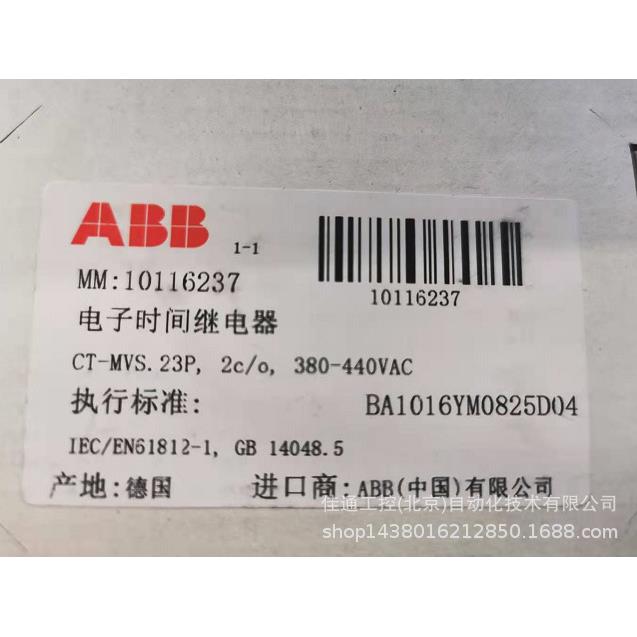 ABB
1-1
MM:10116237
10116237
电子时间继电器
CT-MVS.23P, 2c/o, 380-440VAC
执行标准:
BA1016YM0825D04
IEC/EN61812-1, GB 14048.5
产地:德国 进口商:ABB(中国)有限公司
佳通工控(北京)自动化技术有限公司
shop1438016212850.1688.com